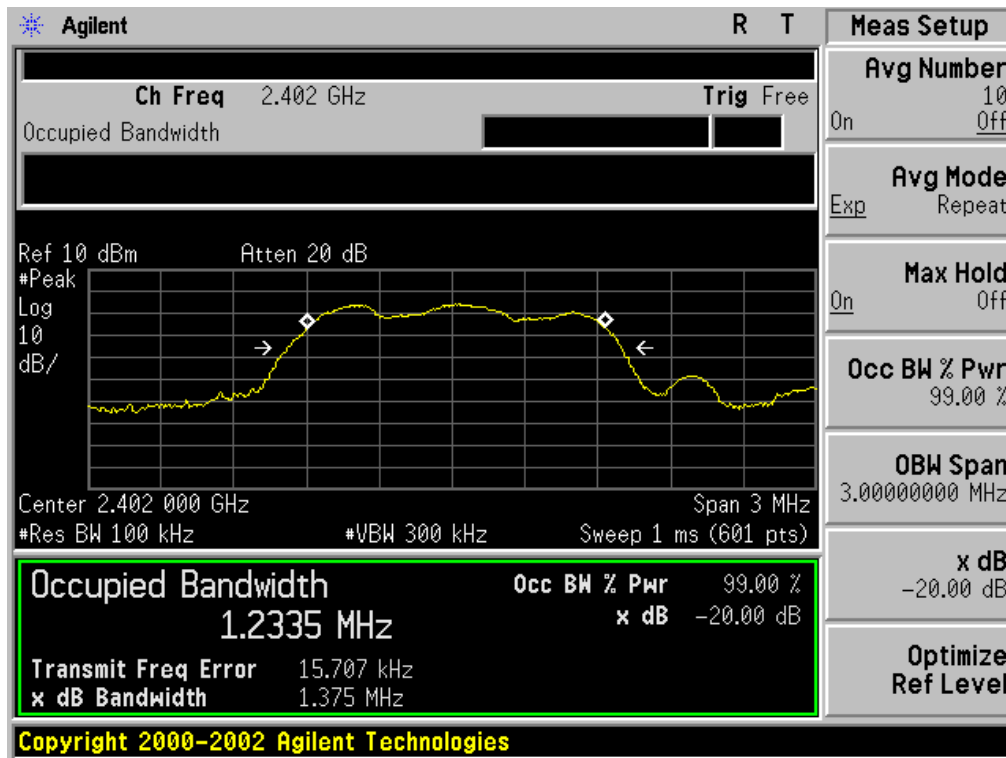 Agilent
R T
Meas Setup
Ch Freq 2.402 GHz
Trig Free
Occupied Bandwidth
Avg Number
10
On Off
Avg Mode
Exp Repeat
Max Hold
On Off
Occ BW % Pwr
99.00 %
OBW Span
3.00000000 MHz
x dB
-20.00 dB
Optimize
Ref Level
Ref 10 dBm
Atten 20 dB
#Peak
Log
10
dB/
Center 2.402 000 GHz
Span 3 MHz
#Res BW 100 kHz
#VBW 300 kHz
Sweep 1 ms (601 pts)
Occupied Bandwidth
1.2335 MHz
Occ BW % Pwr 99.00 %
x dB -20.00 dB
Transmit Freq Error 15.707 kHz
x dB Bandwidth 1.375 MHz
Copyright 2000-2002 Agilent Technologies